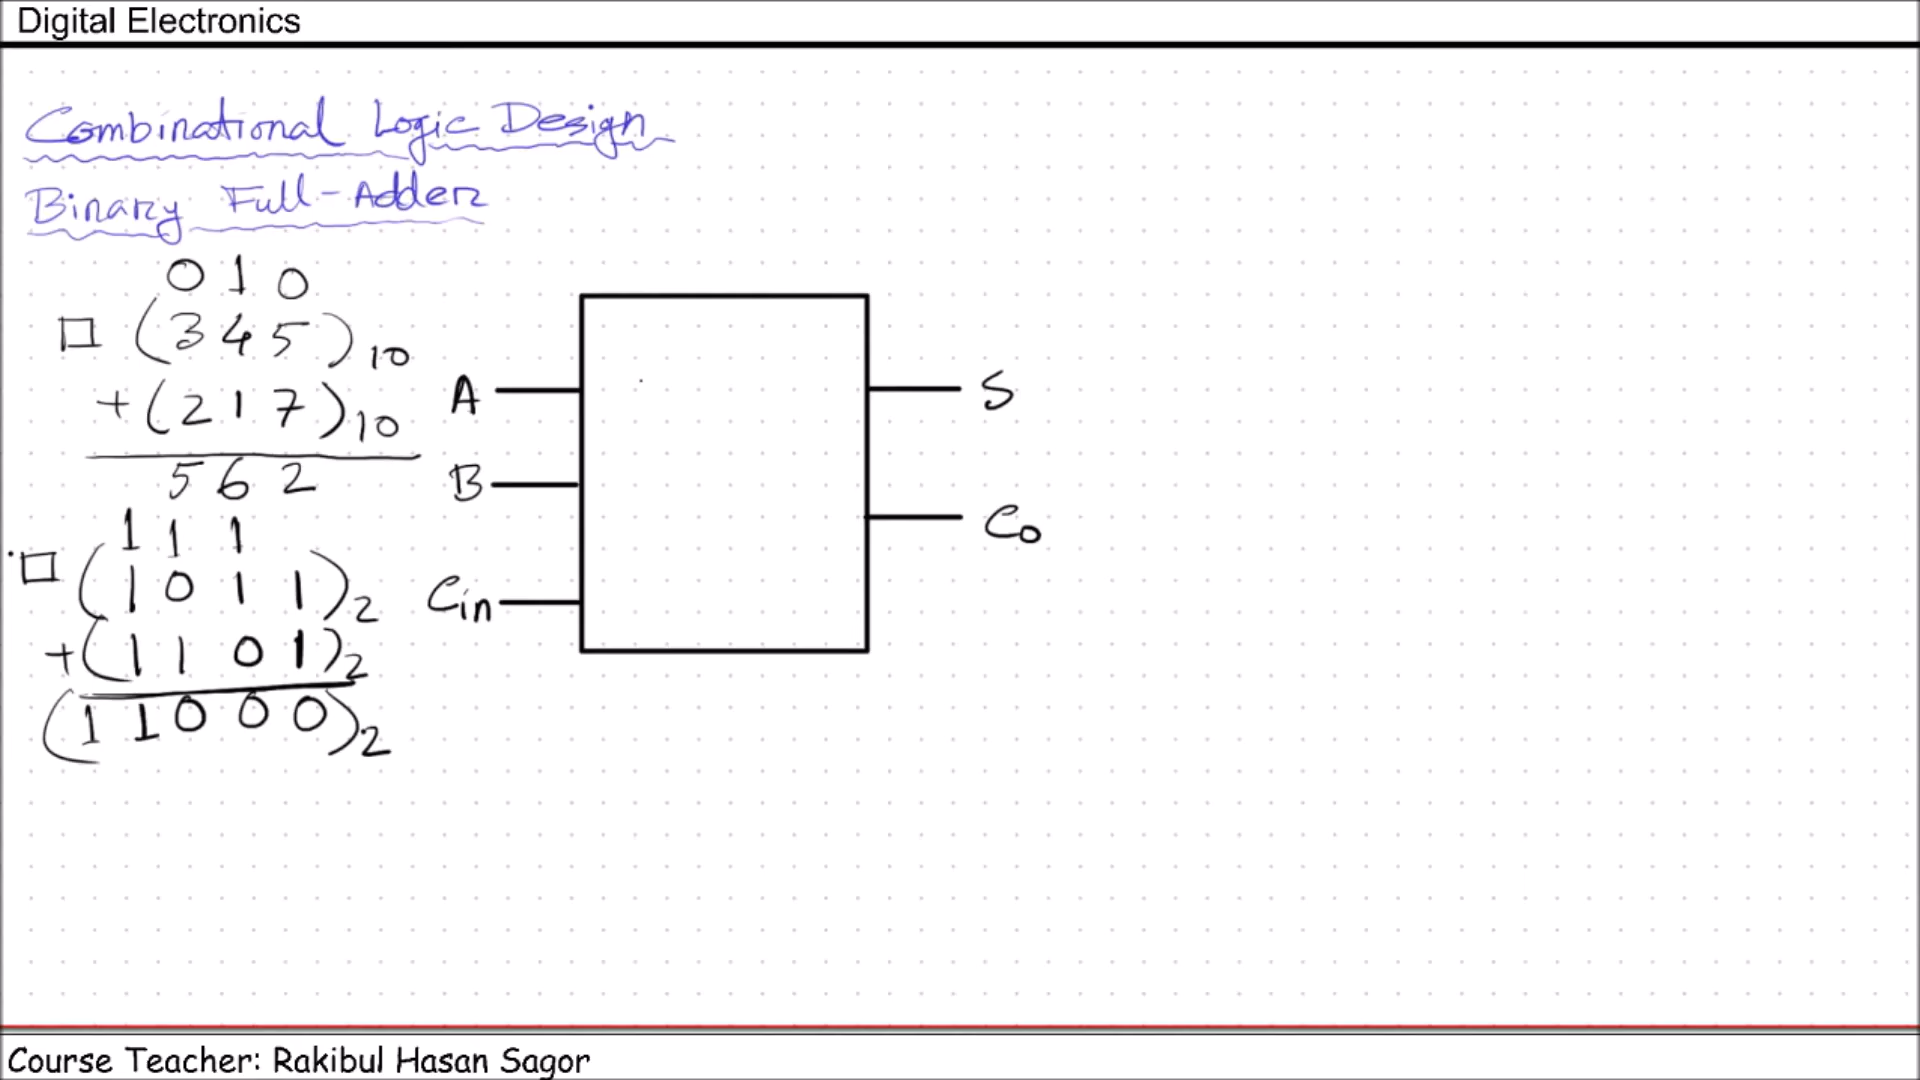 Digital Electronics
Combinational Logic Design
Binary Full-Adder
0 1 0
(3 4 5)10
+(2 1 7)10
5 6 2
1 1 1
(1 0 1 1)2
+(1 1 0 1)2
(1 1 0 0 0)2
A
B
Cin
S
Co
Course Teacher: Rakibul Hasan Sagor